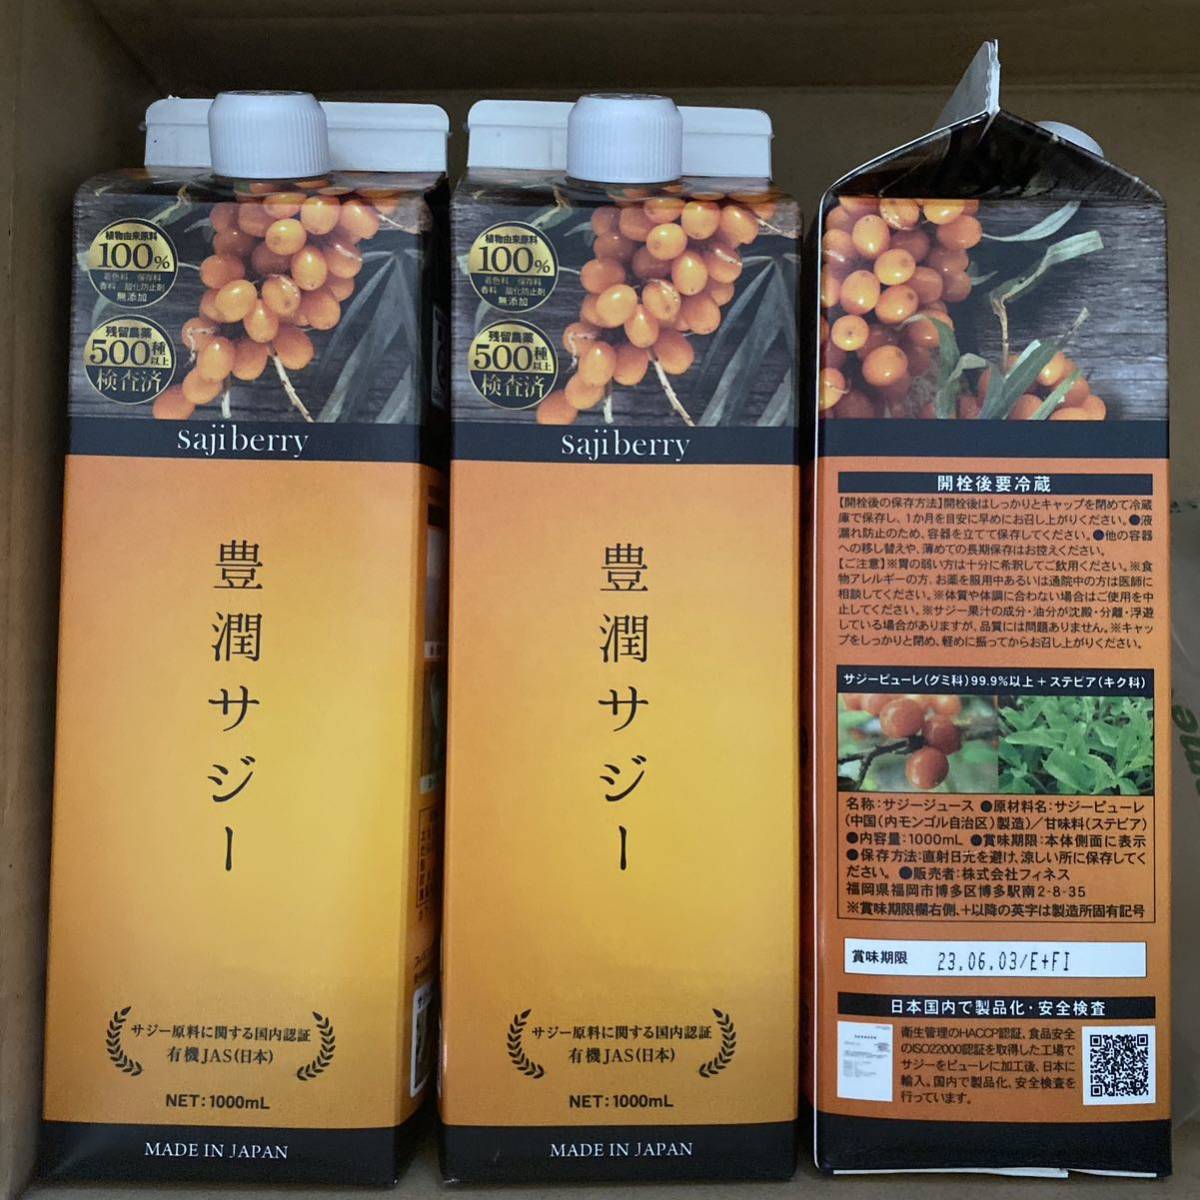 植物由来原料
100%
着色料 保存料
香料 酸化防止剤
無添加
残留農薬
500種以上
検査済
sajiberry
豊潤サジー
サジー原料に関する国内認証
有機JAS(日本)
NET:1000mL
MADE IN JAPAN
植物由来原料
100%
着色料 保存料
香料 酸化防止剤
無添加
残留農薬
500種以上
検査済
sajiberry
豊潤サジー
サジー原料に関する国内認証
有機JAS(日本)
NET:1000mL
MADE IN JAPAN
開栓後要冷蔵
【開栓後の保存方法】開栓後はしっかりとキャップを閉めて冷蔵
庫で保存し、1か月を目安に早めにお召し上がりください。●液
漏れ防止のため、容器を立てて保存してください。●他の容器
への移し替えや、薄めての長期保存はお控えください。
【ご注意】※胃の弱い方は十分に希釈してご飲用ください。※食
物アレルギーの方、お薬を服用中あるいは通院中の方は医師に
相談してください。※体質や体調に合わない場合はご使用を中
止してください。※サジー果汁の成分・油分が沈殿・分離・浮遊
している場合がありますが、品質には問題ありません。※キャッ
プをしっかりと閉め、軽めに振ってからお召し上がりください。
サジーピューレ(グミ科)99.9%以上+ステビア(キク科)
名称:サジージュース ●原材料名:サジーピューレ
(中国(内モンゴル自治区)製造)/甘味料(ステビア)
●内容量:1000mL ●賞味期限:本体側面に表示
●保存方法:直射日光を避け、涼しい所に保存してく
ださい。 ●販売者:株式会社フィネス
福岡県福岡市博多区博多駅南2-8-35
※賞味期限欄右側、+以降の英字は製造所固有記号
賞味期限 23.06.03/E+FI
日本国内で製品化・安全検査
衛生管理のHACCP認証、食品安全
のISO22000認証を取得した工場で
サジーをピューレに加工後、日本に
輸入。国内で製品化、安全検査を
行っています。